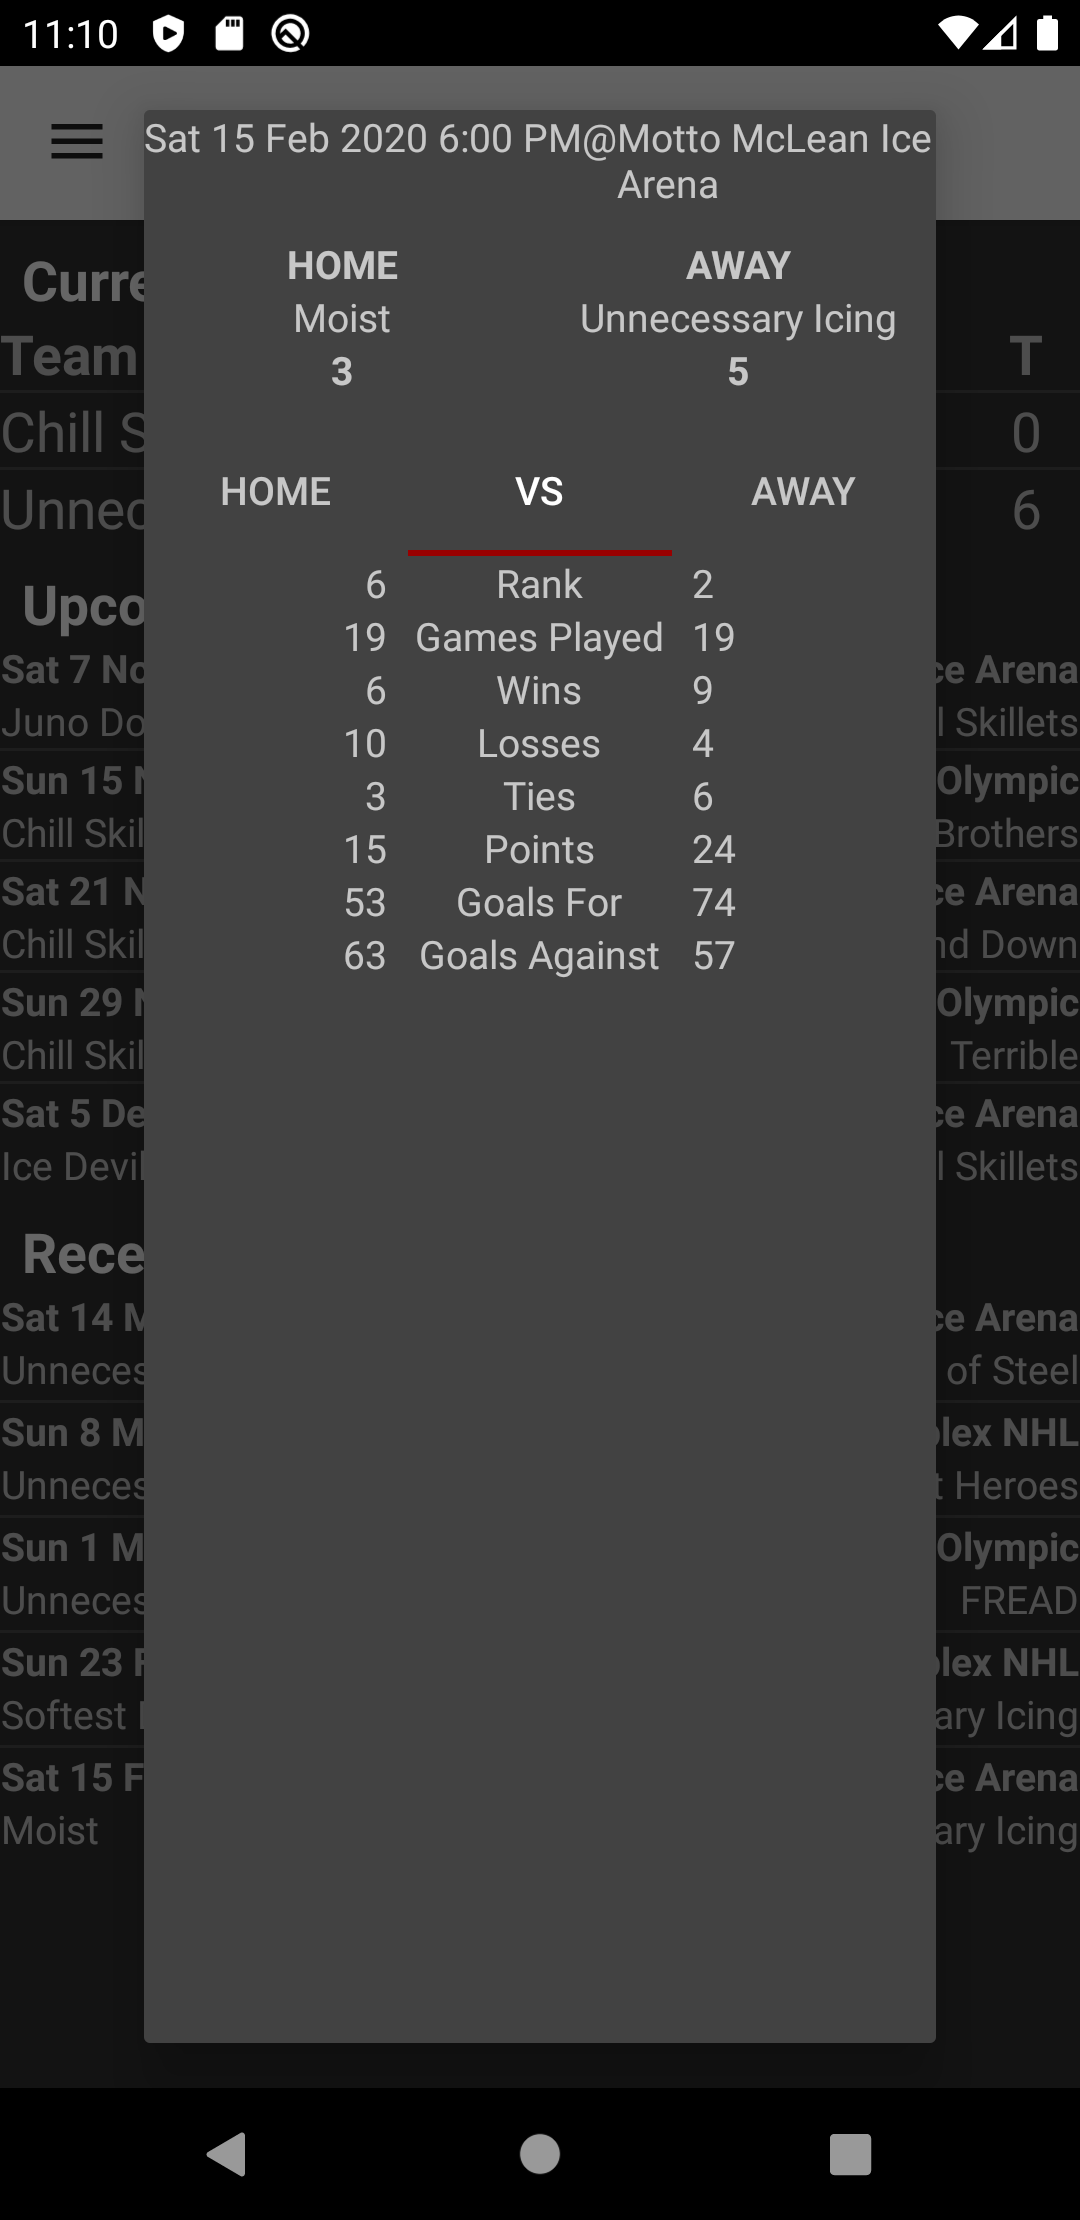 11:10
Sat 15 Feb 2020 6:00 PM@Motto McLean Ice
Arena
HOME AWAY
Moist Unnecessary Icing
3 5
HOME VS AWAY
6 Rank 2
19 Games Played 19
6 Wins 9
10 Losses 4
3 Ties 6
15 Points 24
53 Goals For 74
63 Goals Against 57
Curre
Team T
Chill S 0
Unnec 6
Upco
Sat 7 No ce Arena
Juno Do l Skillets
Sun 15 N Olympic
Chill Skil Brothers
Sat 21 N ce Arena
Chill Skil nd Down
Sun 29 N Olympic
Chill Skil Terrible
Sat 5 De ce Arena
Ice Devil l Skillets
Rece
Sat 14 M ce Arena
Unneces of Steel
Sun 8 M plex NHL
Unneces t Heroes
Sun 1 M Olympic
Unneces FREAD
Sun 23 F plex NHL
Softest ary Icing
Sat 15 F ce Arena
Moist ary Icing